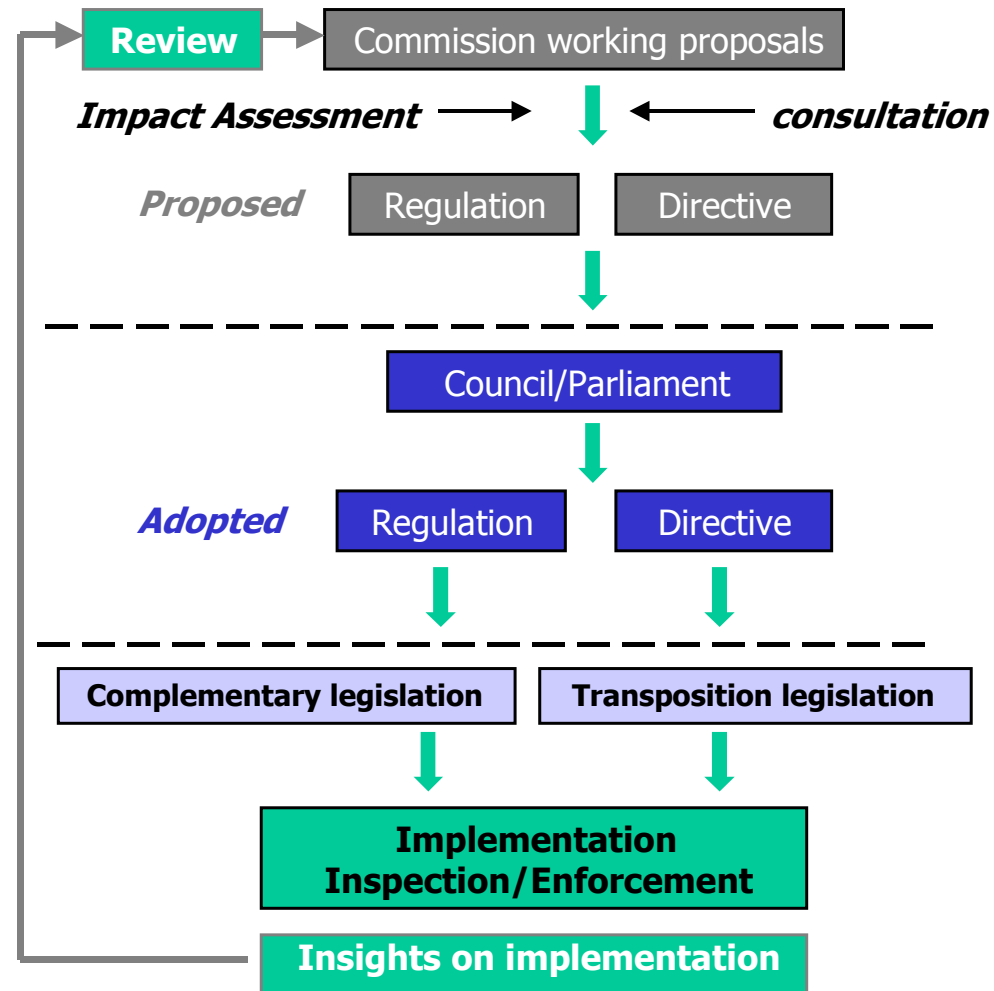 Review
Commission working proposals
Impact Assessment
consultation
Proposed
Regulation
Directive
Council/Parliament
Adopted
Regulation
Directive
Complementary legislation
Transposition legislation
Implementation
Inspection/Enforcement
Insights on implementation